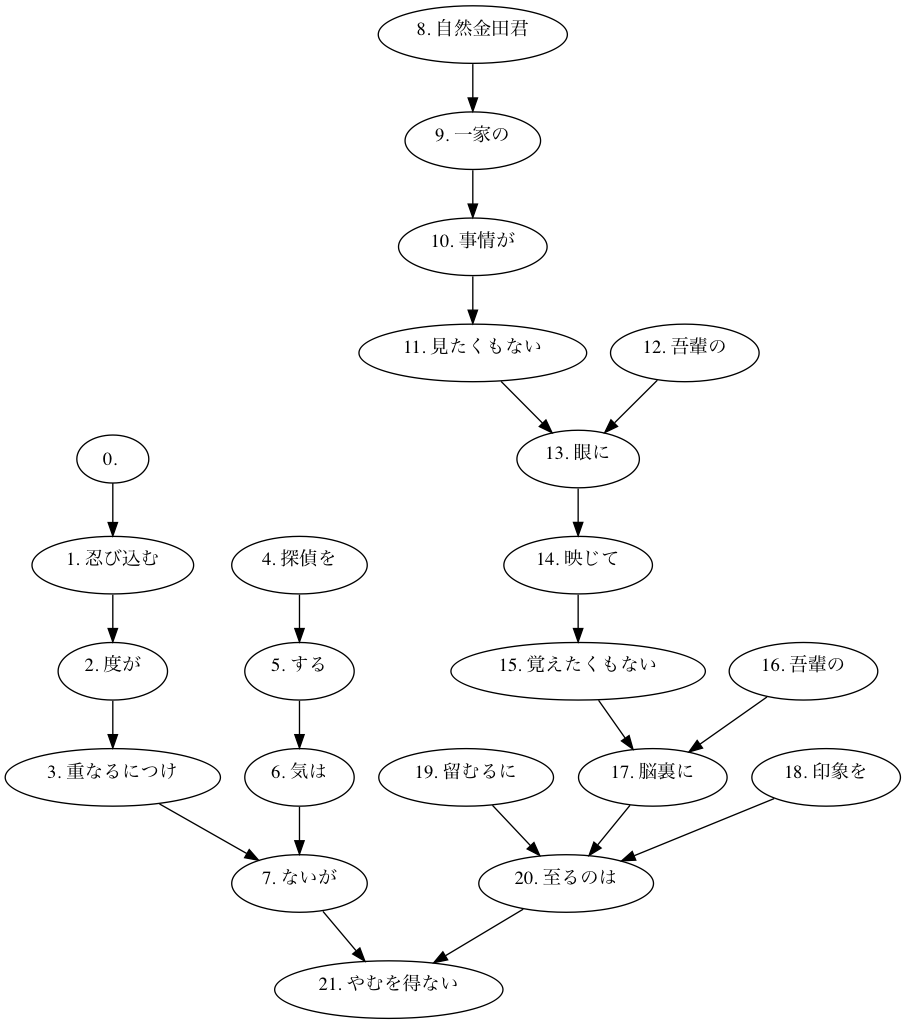 8. 自然金田君
9. 一家の
10. 事情が
11. 見たくもない
12. 吾輩の
13. 眼に
0.
1. 忍び込む
4. 探偵を
14. 映じて
2. 度が
5. する
15. 覚えたくもない
16. 吾輩の
3. 重なるにつけ
6. 気は
19. 留むるに
17. 脳裏に
18. 印象を
7. ないが
20. 至るのは
21. やむを得ない